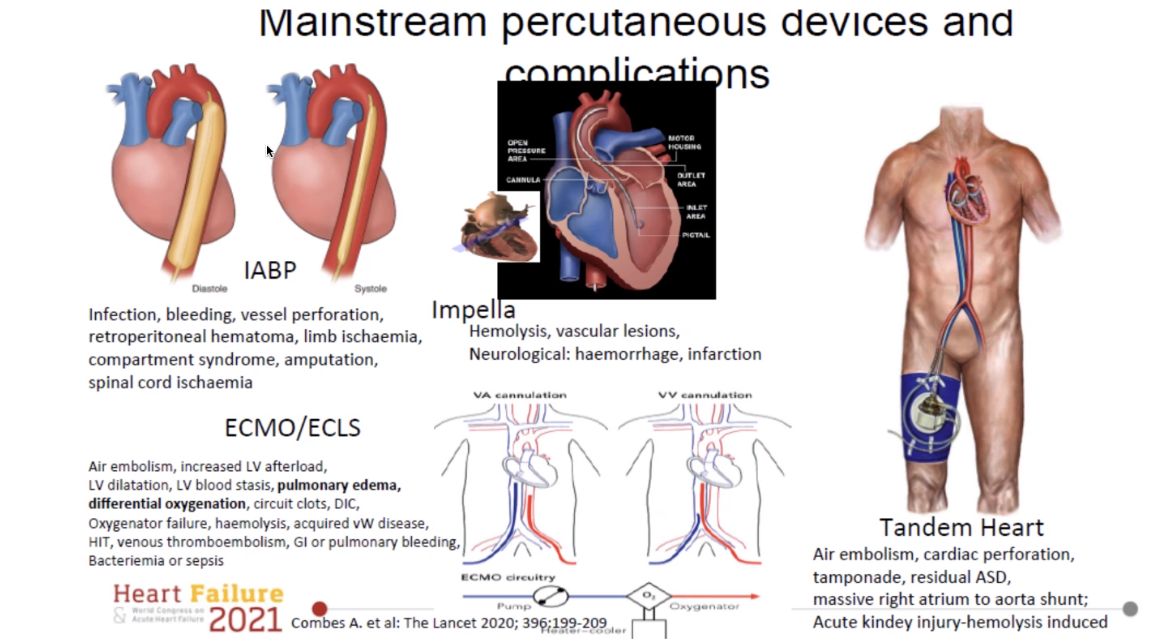 Mainstream percutaneous devices and
complications
OPEN
PRESSURE
AREA
CANNULA
MOTOR
HOUSING
OUTLET
AREA
INLET
AREA
PIGTAIL
IABP
Diastole
Systole
Infection, bleeding, vessel perforation,
retroperitoneal hematoma, limb ischaemia,
compartment syndrome, amputation,
spinal cord ischaemia
Impella
Hemolysis, vascular lesions,
Neurological: haemorrhage, infarction
ECMO/ECLS
Air embolism, increased LV afterload,
LV dilatation, LV blood stasis, pulmonary edema,
differential oxygenation, circuit clots, DIC,
Oxygenator failure, haemolysis, acquired vW disease,
HIT, venous thromboembolism, GI or pulmonary bleeding,
Bacteriemia or sepsis
VA cannulation
VV cannulation
ECMO circuitry
Pump
O₂
Oxygenator
Heater-cooler
Tandem Heart
Air embolism, cardiac perforation,
tamponade, residual ASD,
massive right atrium to aorta shunt;
Acute kindey injury-hemolysis induced
Heart Failure
& World Congress on
Acute Heart Failure
2021
Combes A. et al: The Lancet 2020; 396:199-209